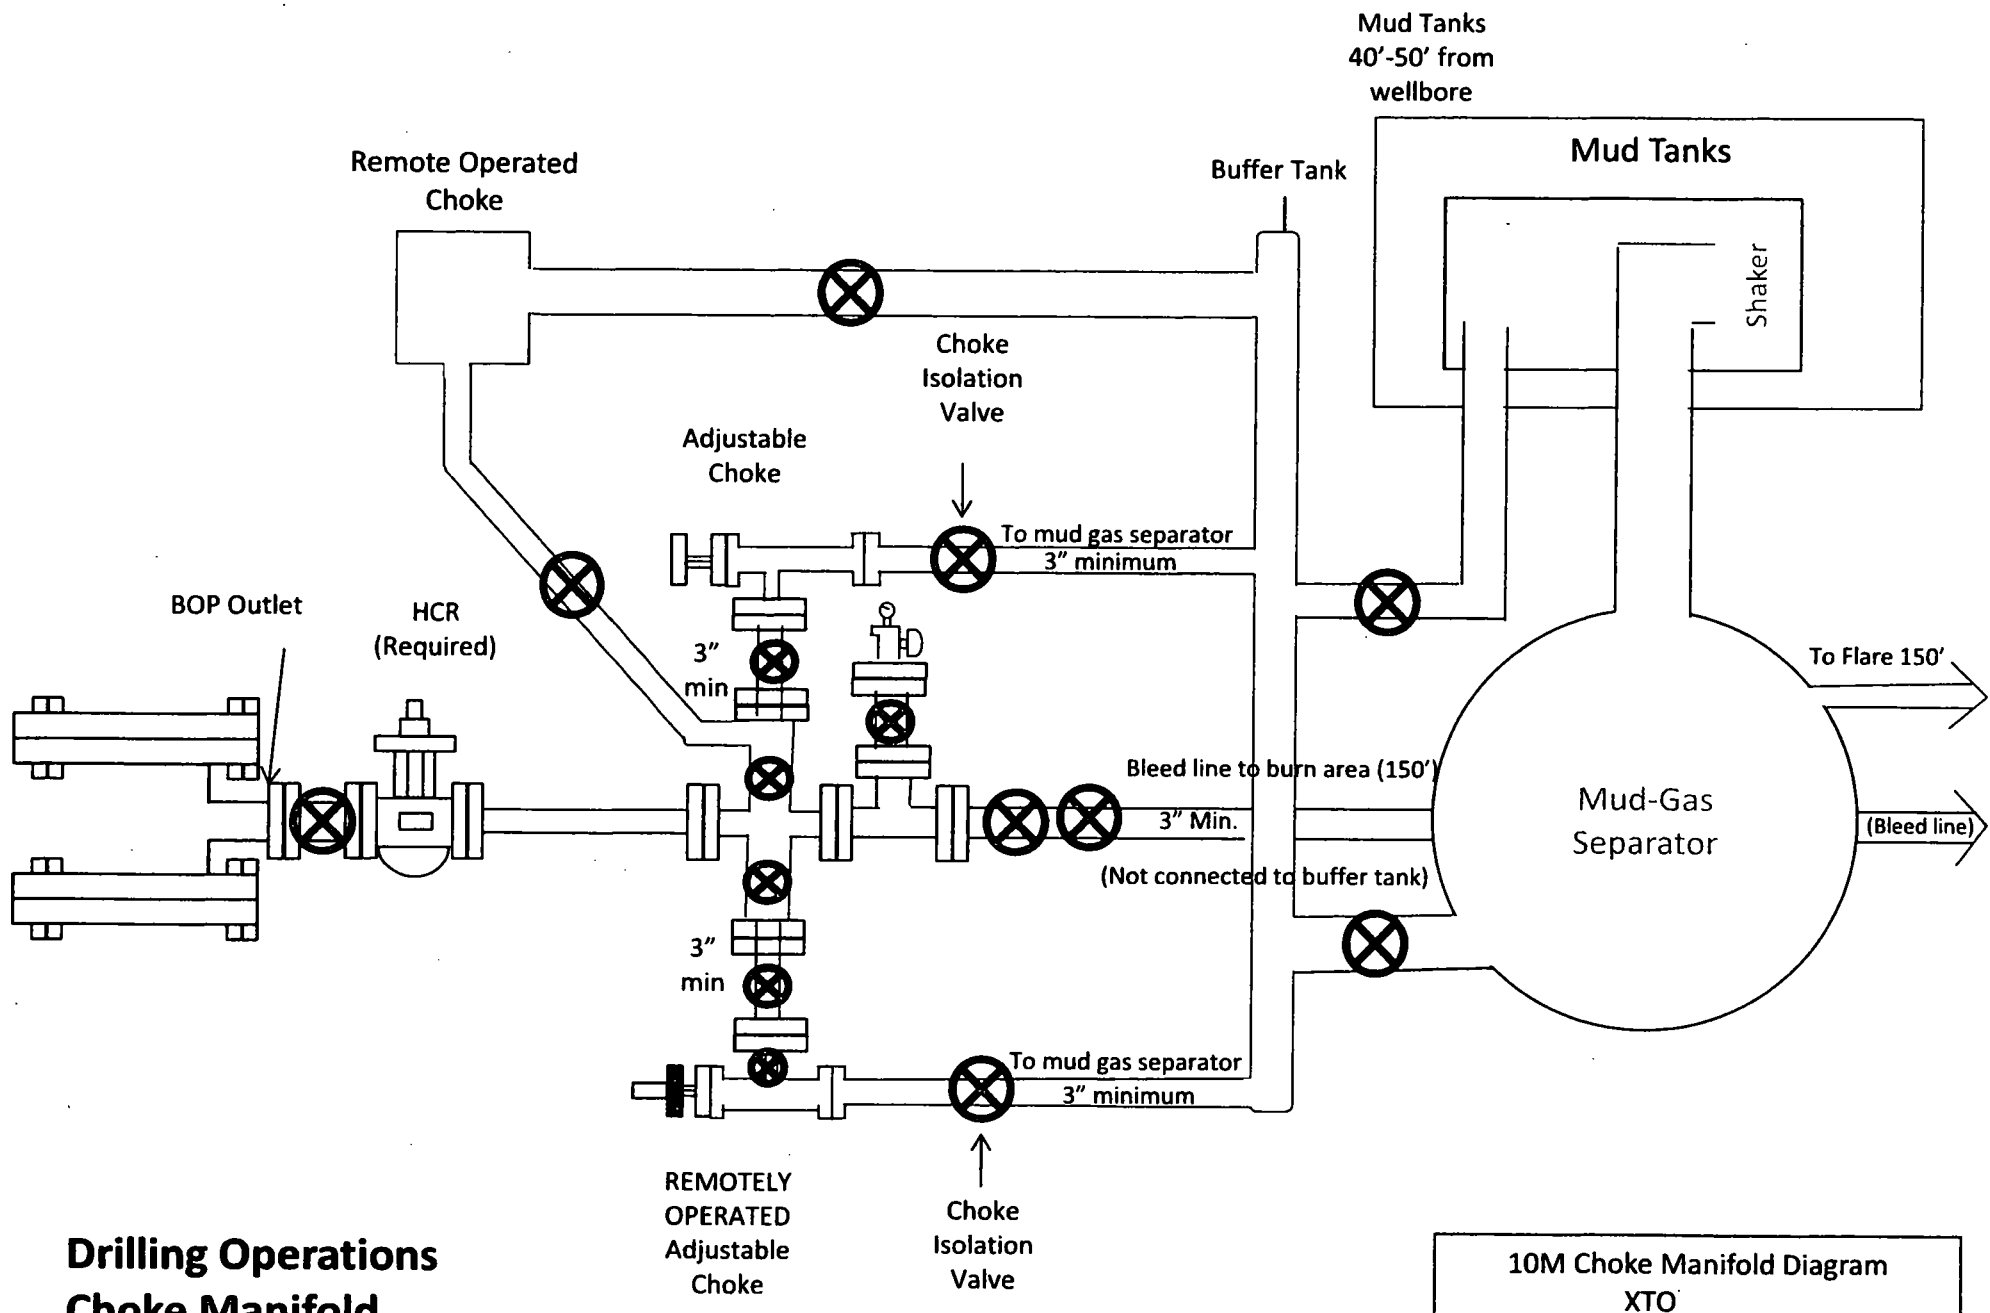 Mud Tanks
40'-50' from
wellbore
Mud Tanks
Remote Operated
Choke
Buffer Tank
Shaker
Choke
Isolation
Valve
Adjustable
Choke
To mud gas separator
3" minimum
BOP Outlet
HCR
(Required)
3"
min
To Flare 150'
Bleed line to burn area (150')
3" Min.
(Not connected to buffer tank)
Mud-Gas
Separator
(Bleed line)
3"
min
To mud gas separator
3" minimum
REMOTELY
OPERATED
Adjustable
Choke
Choke
Isolation
Valve
Drilling Operations
Choke Manifold
10M Choke Manifold Diagram
XTO